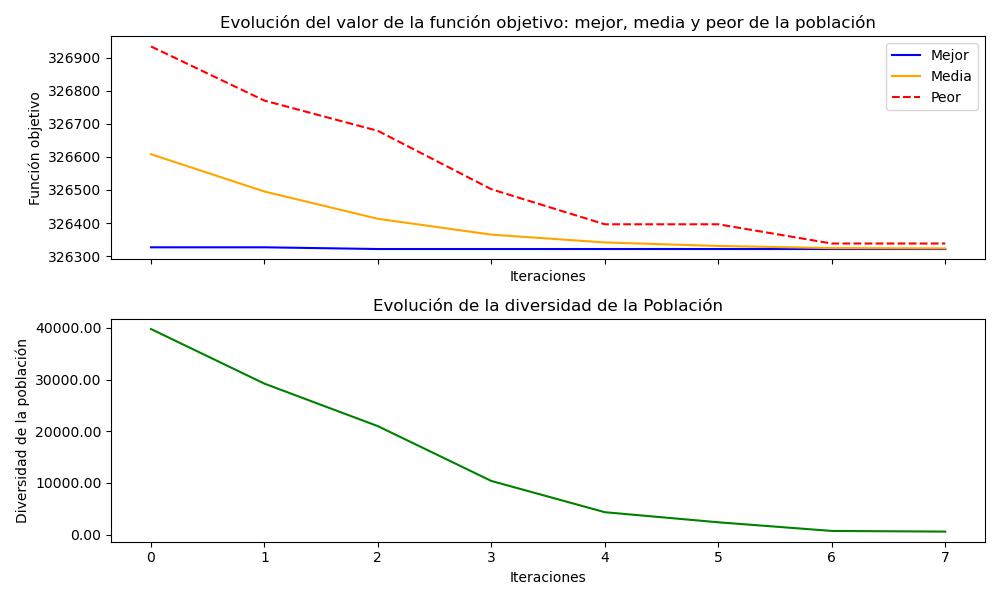 Evolución del valor de la función objetivo: mejor, media y peor de la población
Función objetivo
326900
326800
326700
326600
326500
326400
326300
Mejor
Media
Peor
Iteraciones
Evolución de la diversidad de la Población
Diversidad de la población
40000.00
30000.00
20000.00
10000.00
0.00
0 1 2 3 4 5 6 7
Iteraciones